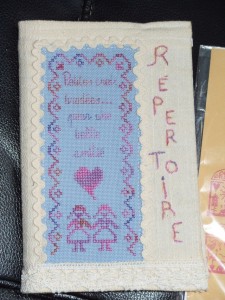 Petites croix
brodées...
pour une
belle
amitié
RÉPERTOIRE